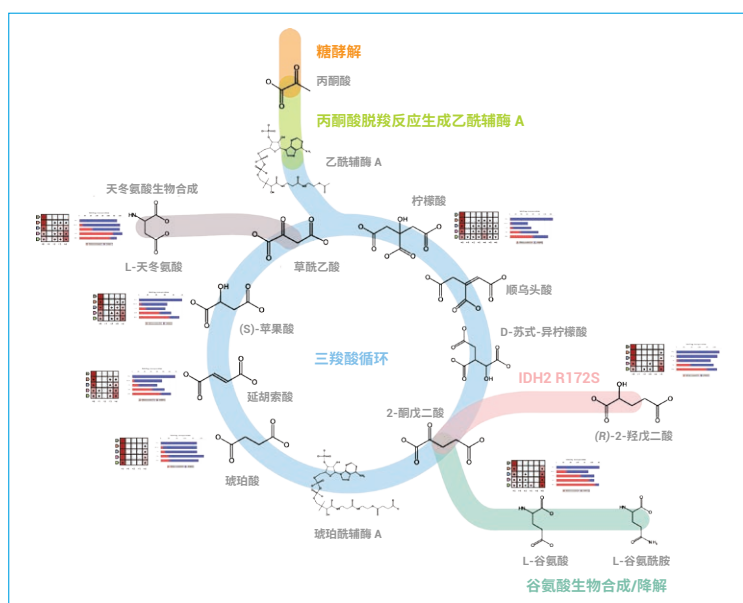 糖酵解
丙酮酸
丙酮酸脱羧反应生成乙酰辅酶 A
乙酰辅酶 A
天冬氨酸生物合成
柠檬酸
L-天冬氨酸
草酰乙酸
顺乌头酸
(S)-苹果酸
D-苏式-异柠檬酸
三羧酸循环
IDH2 R172S
延胡索酸
2-酮戊二酸
(R)-2-羟戊二酸
琥珀酸
琥珀酰辅酶 A
L-谷氨酸
L-谷氨酰胺
谷氨酸生物合成/降解